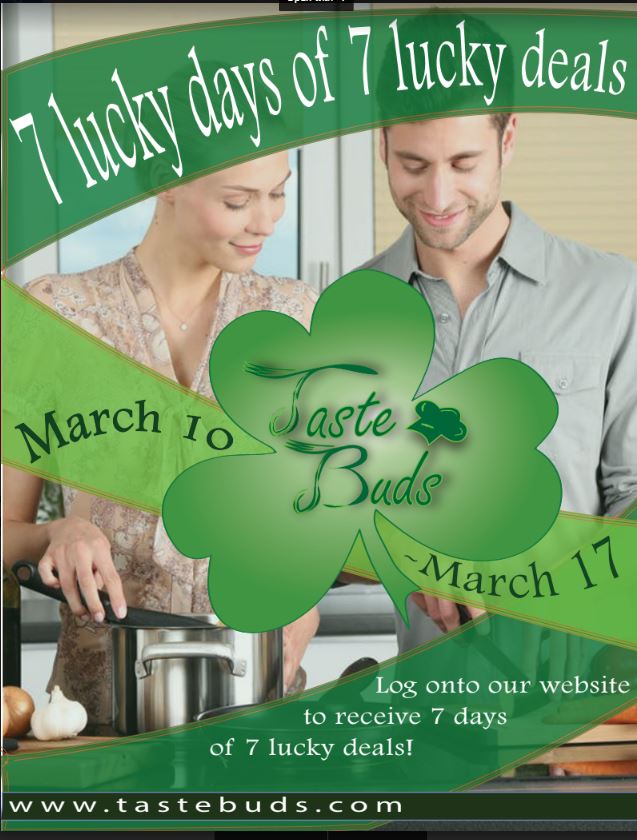 7 lucky days of 7 lucky deals
Taste
Buds
March 10
~March 17
Log onto our website
to receive 7 days
of 7 lucky deals!
www.tastebuds.com